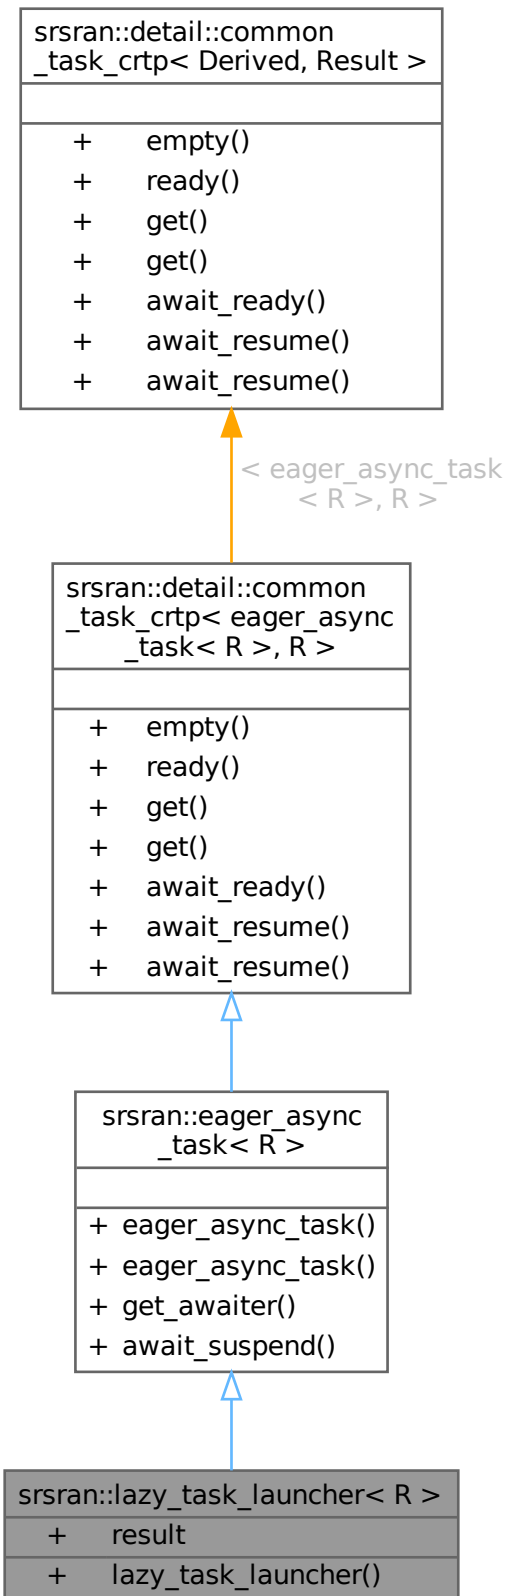 srsran::detail::common
_task_crtp< Derived, Result >
+ empty()
+ ready()
+ get()
+ get()
+ await_ready()
+ await_resume()
+ await_resume()
< eager_async_task
< R >, R >
srsran::detail::common
_task_crtp< eager_async
_task< R >, R >
+ empty()
+ ready()
+ get()
+ get()
+ await_ready()
+ await_resume()
+ await_resume()
srsran::eager_async
_task< R >
+ eager_async_task()
+ eager_async_task()
+ get_awaiter()
+ await_suspend()
srsran::lazy_task_launcher< R >
+ result
+ lazy_task_launcher()